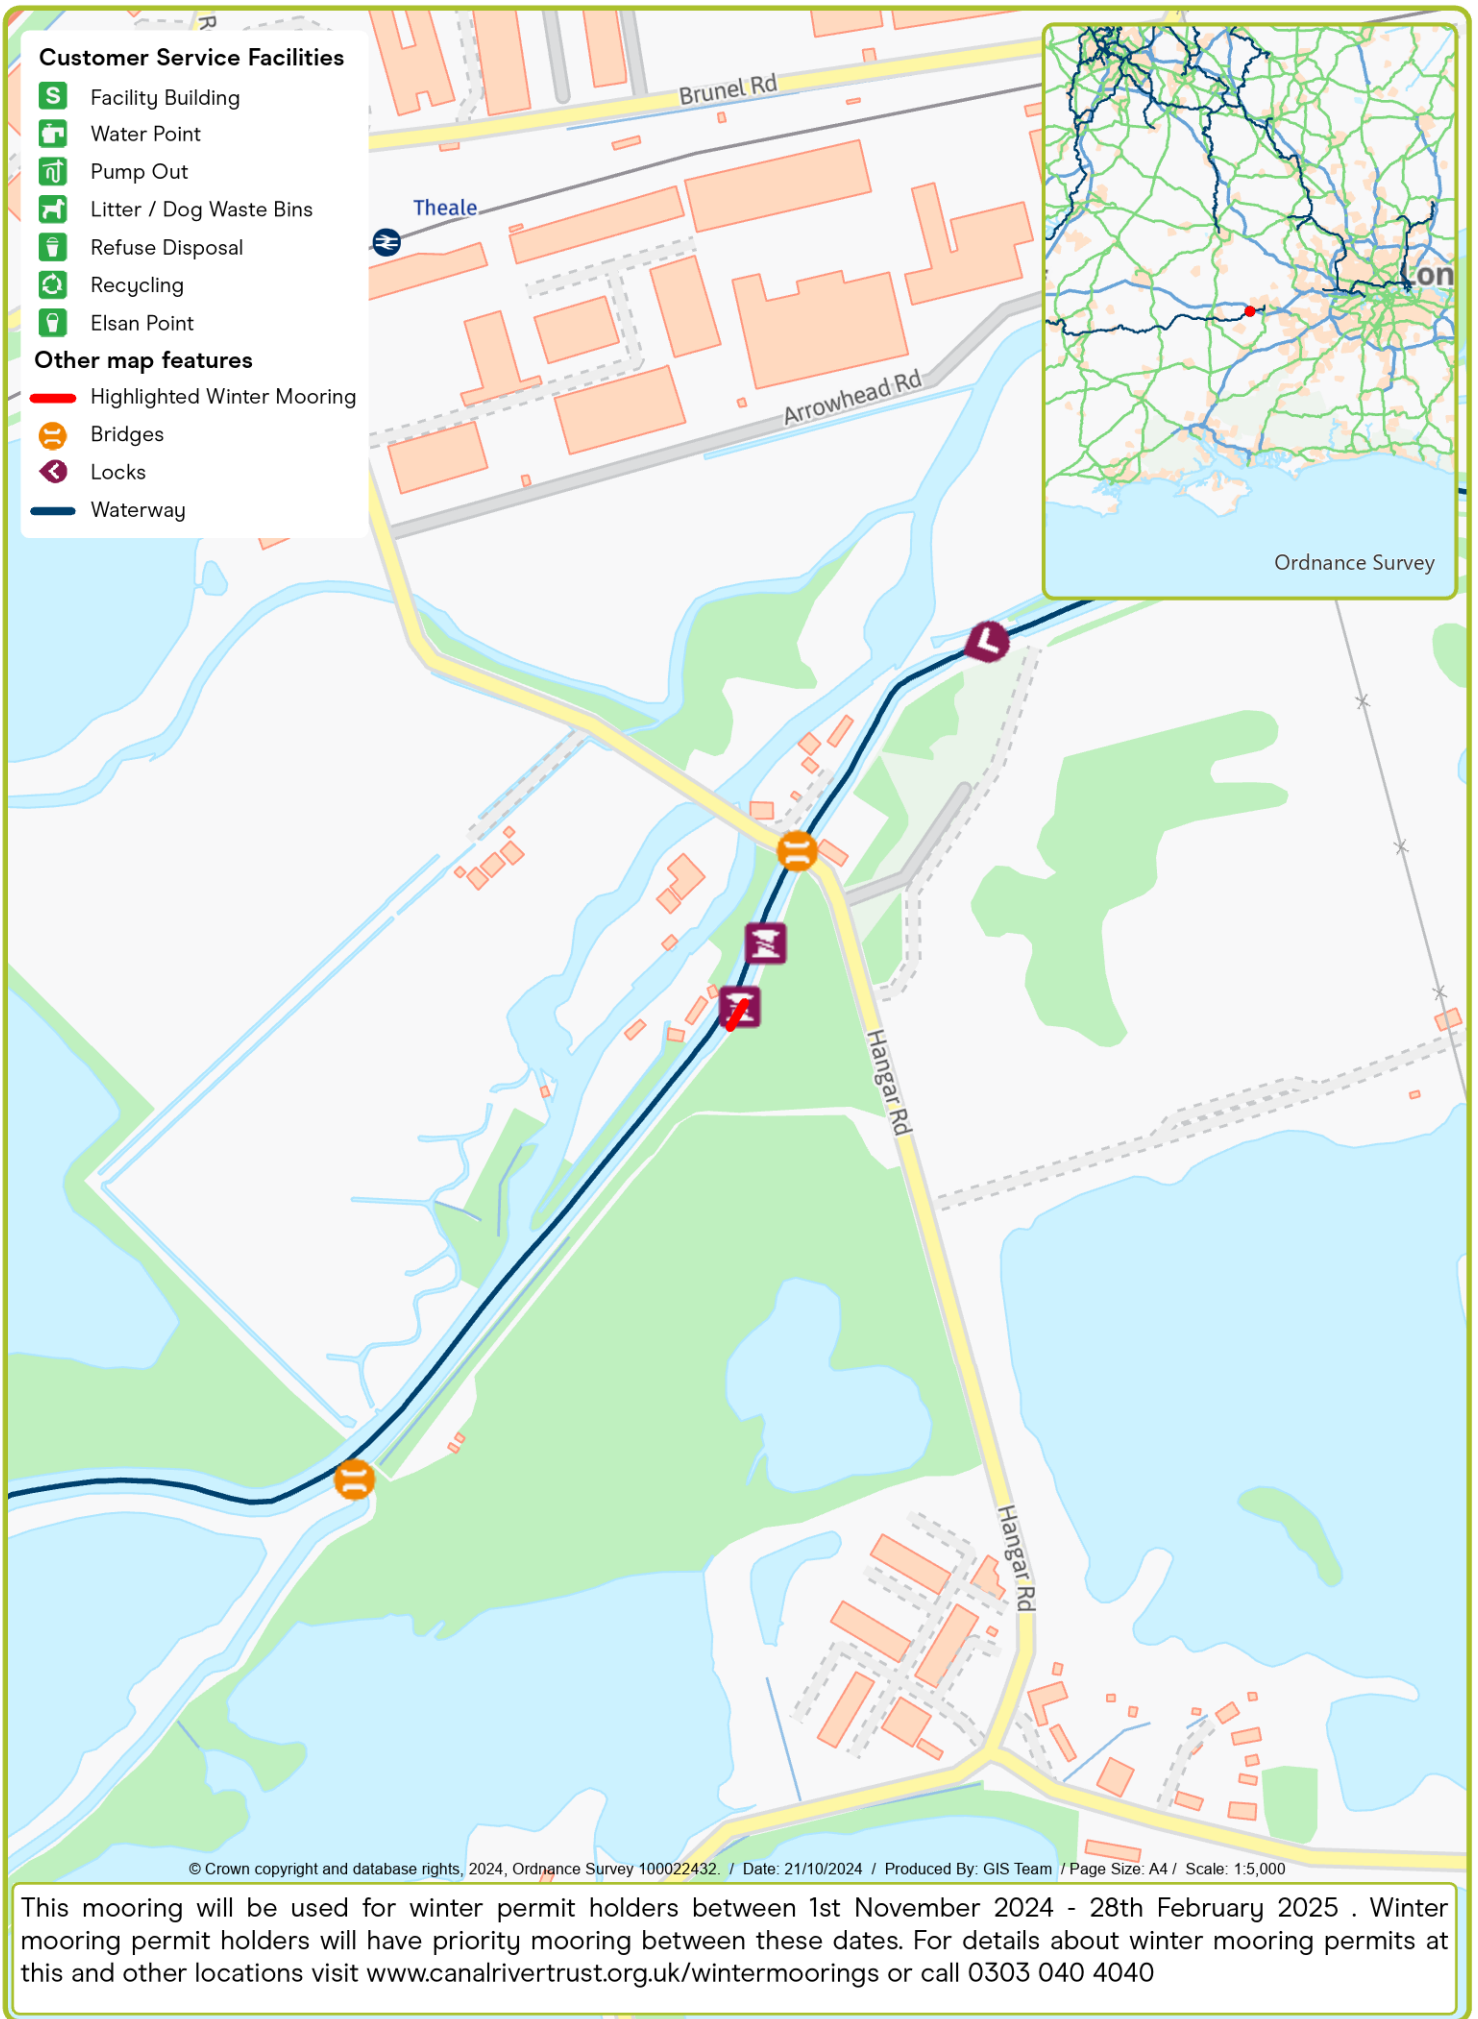 Customer Service Facilities
S Facility Building
Water Point
Pump Out
Litter / Dog Waste Bins
Refuse Disposal
Recycling
Elsan Point
Other map features
Highlighted Winter Mooring
Bridges
Locks
Waterway
Brunel Rd
Theale
Arrowhead Rd
Lon
Ordnance Survey
Hangar Rd
Hangar Rd
© Crown copyright and database rights, 2024, Ordnance Survey 100022432. / Date: 21/10/2024 / Produced By: GIS Team / Page Size: A4 / Scale: 1:5,000
This mooring will be used for winter permit holders between 1st November 2024 - 28th February 2025 . Winter
mooring permit holders will have priority mooring between these dates. For details about winter mooring permits at
this and other locations visit www.canalrivertrust.org.uk/wintermoorings or call 0303 040 4040